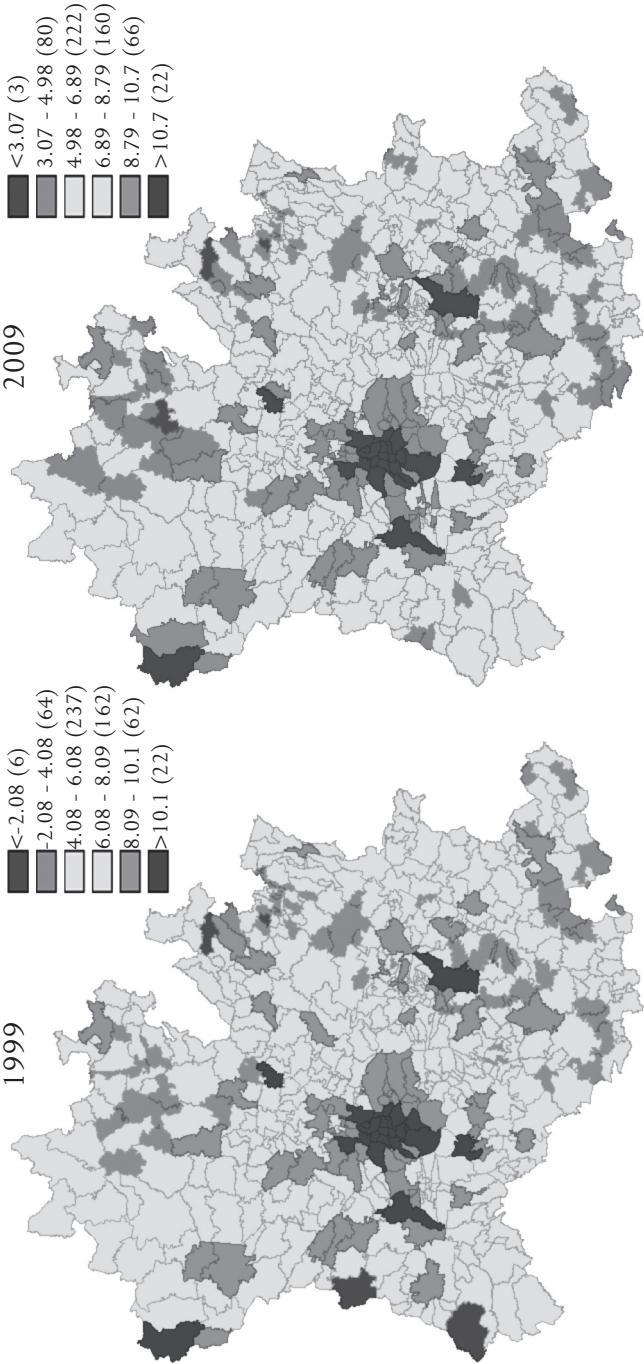 1999
<-2.08 (6)
-2.08 - 4.08 (64)
4.08 - 6.08 (237)
6.08 - 8.09 (162)
8.09 - 10.1 (62)
>10.1 (22)
2009
<3.07 (3)
3.07 - 4.98 (80)
4.98 - 6.89 (222)
6.89 - 8.79 (160)
8.79 - 10.7 (66)
>10.7 (22)